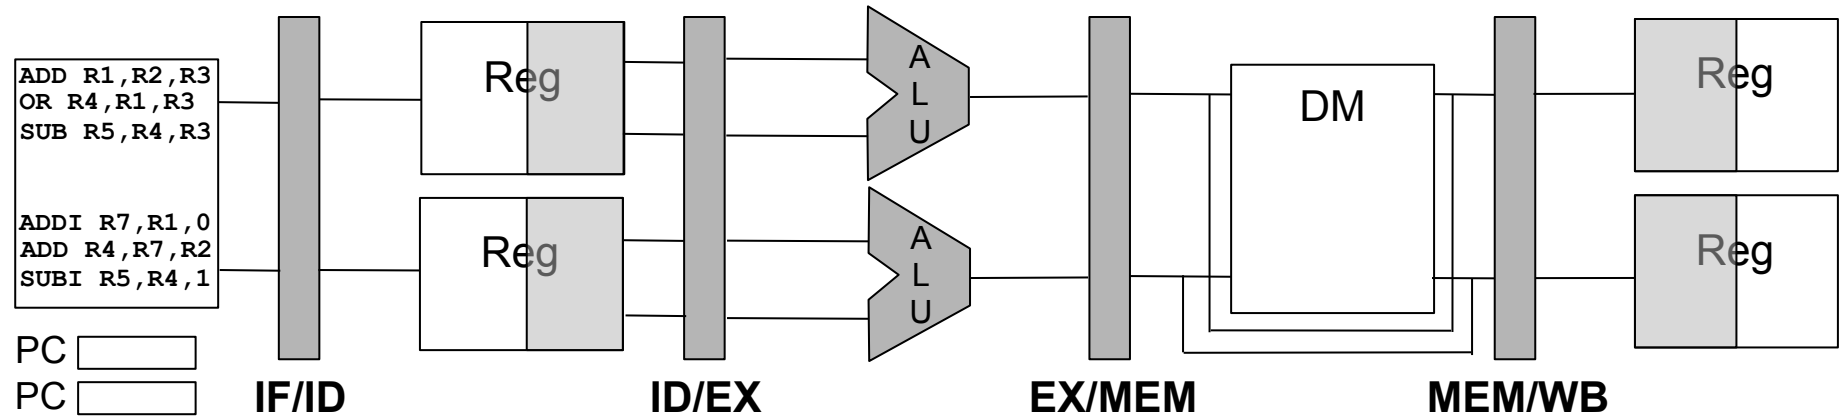 ADD R1,R2,R3
OR R4,R1,R3
SUB R5,R4,R3
ADDI R7,R1,0
ADD R4,R7,R2
SUBI R5,R4,1
PC
PC
IF/ID
Reg
Reg
ID/EX
A
L
U
A
L
U
EX/MEM
DM
MEM/WB
Reg
Reg